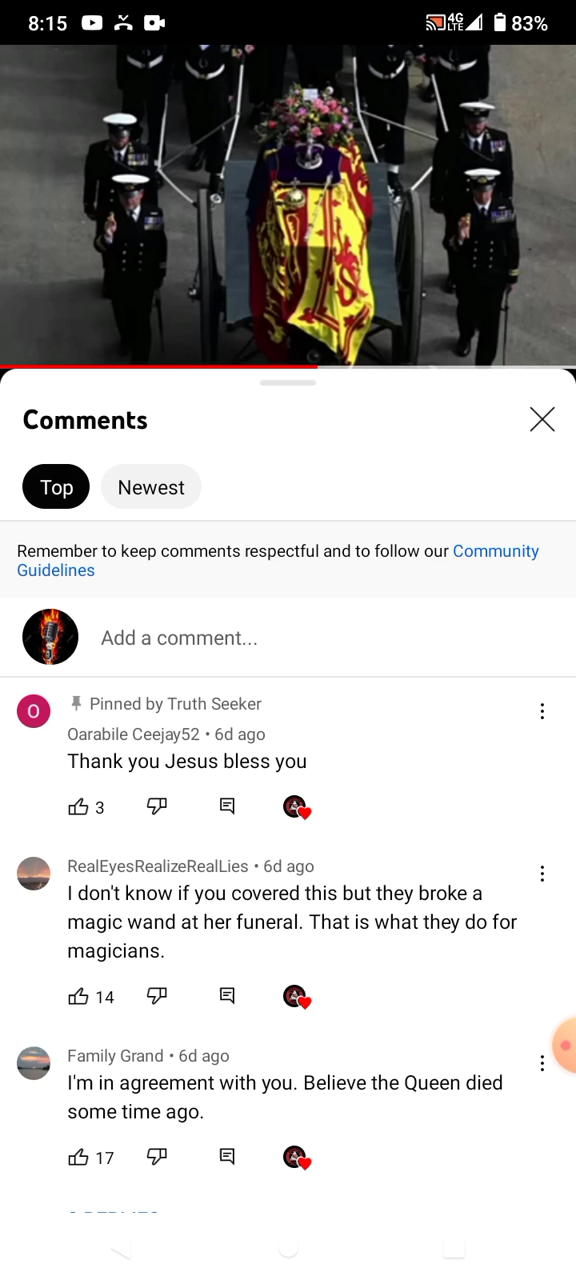 8:15
4G
LTE
83%
Comments
Top
Newest
Remember to keep comments respectful and to follow our Community
Guidelines
Add a comment...
O
Pinned by Truth Seeker
Oarabile Ceejay52 • 6d ago
Thank you Jesus bless you
3
RealEyesRealizeRealLies • 6d ago
I don't know if you covered this but they broke a
magic wand at her funeral. That is what they do for
magicians.
14
Family Grand • 6d ago
I'm in agreement with you. Believe the Queen died
some time ago.
17